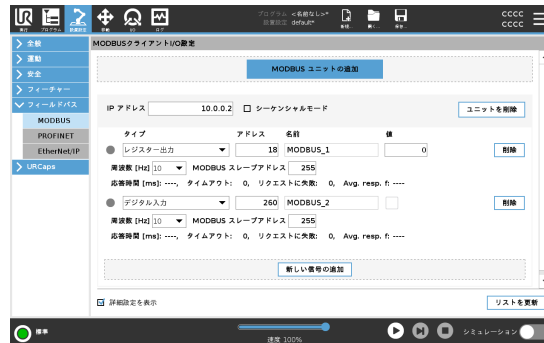 UR
実行
プログラム
設置設定
移動
I/O
ログ
プログラム <名前なし>*
設置設定 default*
新規...
開く...
保存...
CCCC
CCCC
全般
運動
安全
フィーチャー
フィールドバス
MODBUS
PROFINET
EtherNet/IP
URCaps
MODBUSクライアントI/O設定
MODBUS ユニットの追加
IP アドレス 10.0.0.2 シーケンシャルモード ユニットを削除
タイプ アドレス 名前 値
レジスター出力 18 MODBUS_1 0 削除
周波数 [Hz] 10 MODBUS スレーブアドレス 255
応答時間 [ms]: ----, タイムアウト: 0, リクエストに失敗: 0, Avg. resp. f: ----
デジタル入力 260 MODBUS_2 削除
周波数 [Hz] 10 MODBUS スレーブアドレス 255
応答時間 [ms]: ----, タイムアウト: 0, リクエストに失敗: 0, Avg. resp. f: ----
新しい信号の追加
詳細設定を表示 リストを更新
標準
速度 100%
シミュレーション